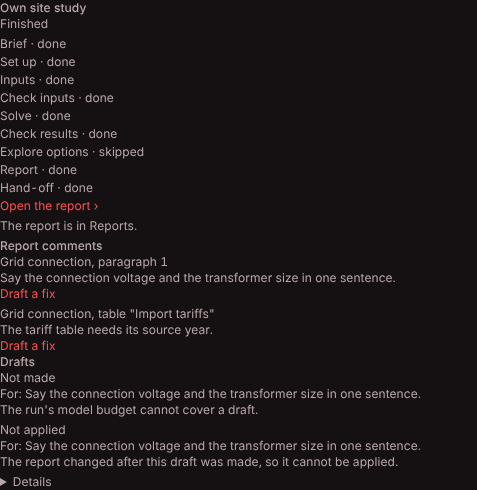 Own site study
Finished
Brief · done
Set up · done
Inputs · done
Check inputs · done
Solve · done
Check results · done
Explore options · skipped
Report · done
Hand-off · done
Open the report ›
The report is in Reports.
Report comments
Grid connection, paragraph 1
Say the connection voltage and the transformer size in one sentence.
Draft a fix
Grid connection, table "Import tariffs"
The tariff table needs its source year.
Draft a fix
Drafts
Not made
For: Say the connection voltage and the transformer size in one sentence.
The run's model budget cannot cover a draft.
Not applied
For: Say the connection voltage and the transformer size in one sentence.
The report changed after this draft was made, so it cannot be applied.
Details